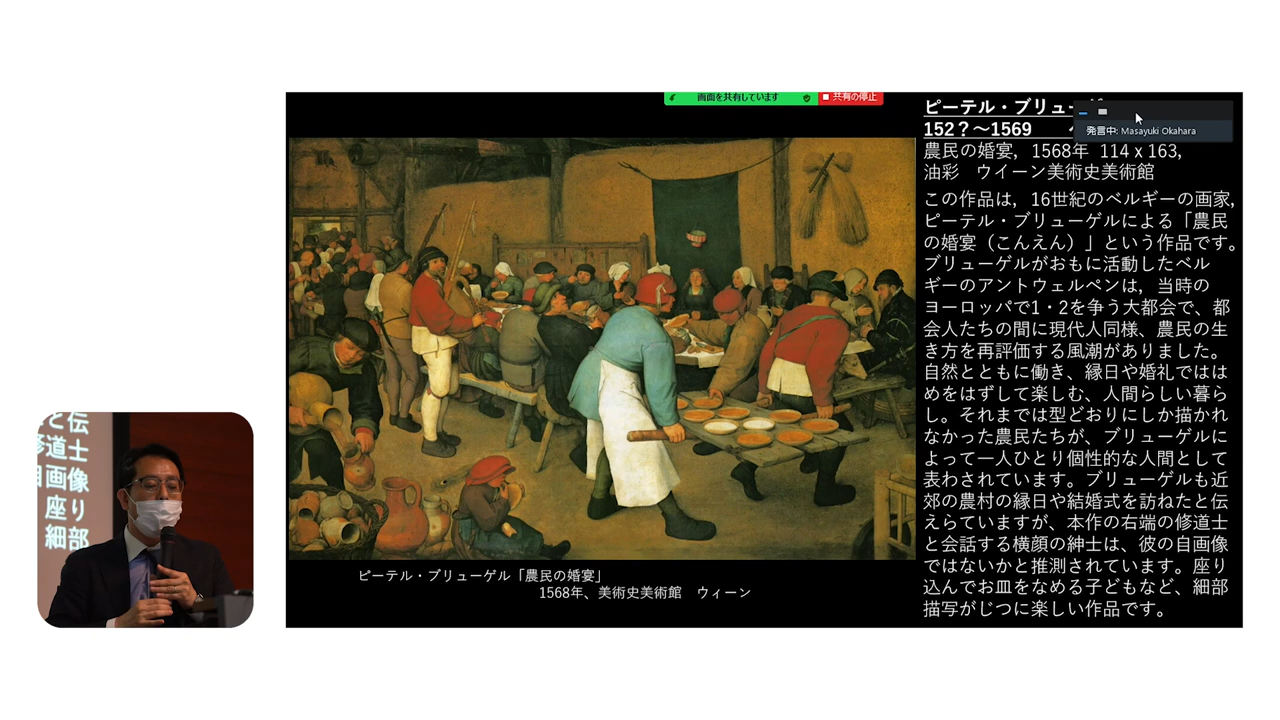 画面を共有しています
共有の停止
ピーテル・ブリューゲ
152?〜1569
発言中: Masayuki Okahara
農民の婚宴, 1568年 114 x 163,
油彩 ウイーン美術史美術館
この作品は, 16世紀のベルギーの画家,
ピーテル・ブリューゲルによる「農民
の婚宴（こんえん）」という作品です。
ブリューゲルがおもに活動したベル
ギーのアントウェルペンは, 当時の
ヨーロッパで1・2を争う大都会で、都
会人たちの間に現代人同様、農民の生
き方を再評価する風潮がありました。
自然とともに働き、縁日や婚礼でははは
めをはずして楽しむ、人間らしい暮ら
し。それまでは型どおりにしか描かれ
なかった農民たちが、ブリューゲルに
よって一人ひとり個性的な人間として
表わされています。ブリューゲルも近
郊の農村の縁日や結婚式を訪ねたと伝
えらていますが、本作の右端の修道士
と会話する横顔の紳士は、彼の自画像
ではないかと推測されています。座り
込んでお皿をなめる子どもなど、細部
描写がじつに楽しい作品です。
ピーテル・ブリューゲル「農民の婚宴」
1568年、美術史美術館 ウィーン
と伝
修道士
自画像
座り
細部